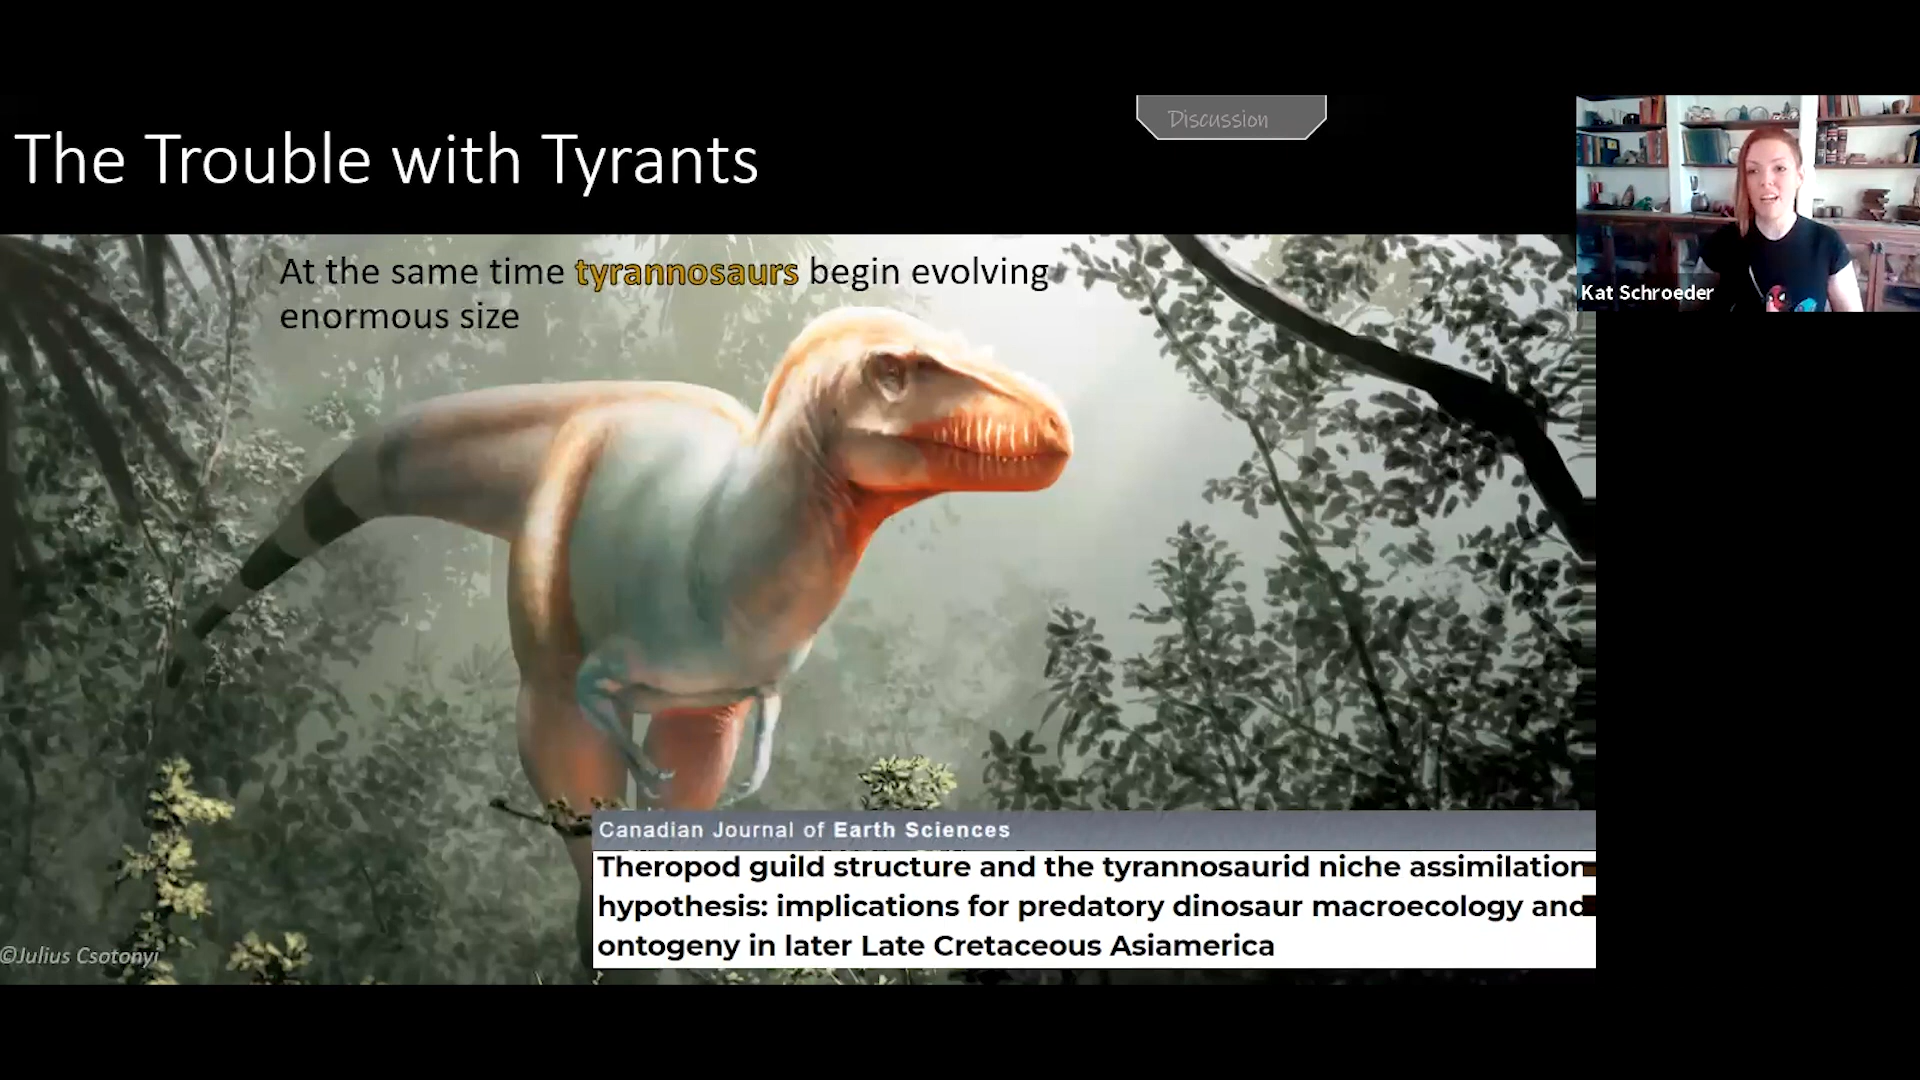 Discussion
The Trouble with Tyrants
At the same time tyrannosaurs begin evolving
enormous size
Kat Schroeder
Canadian Journal of Earth Sciences
Theropod guild structure and the tyrannosaurid niche assimilation
hypothesis: implications for predatory dinosaur macroecology and
ontogeny in later Late Cretaceous Asiamerica
©Julius Csotonyi